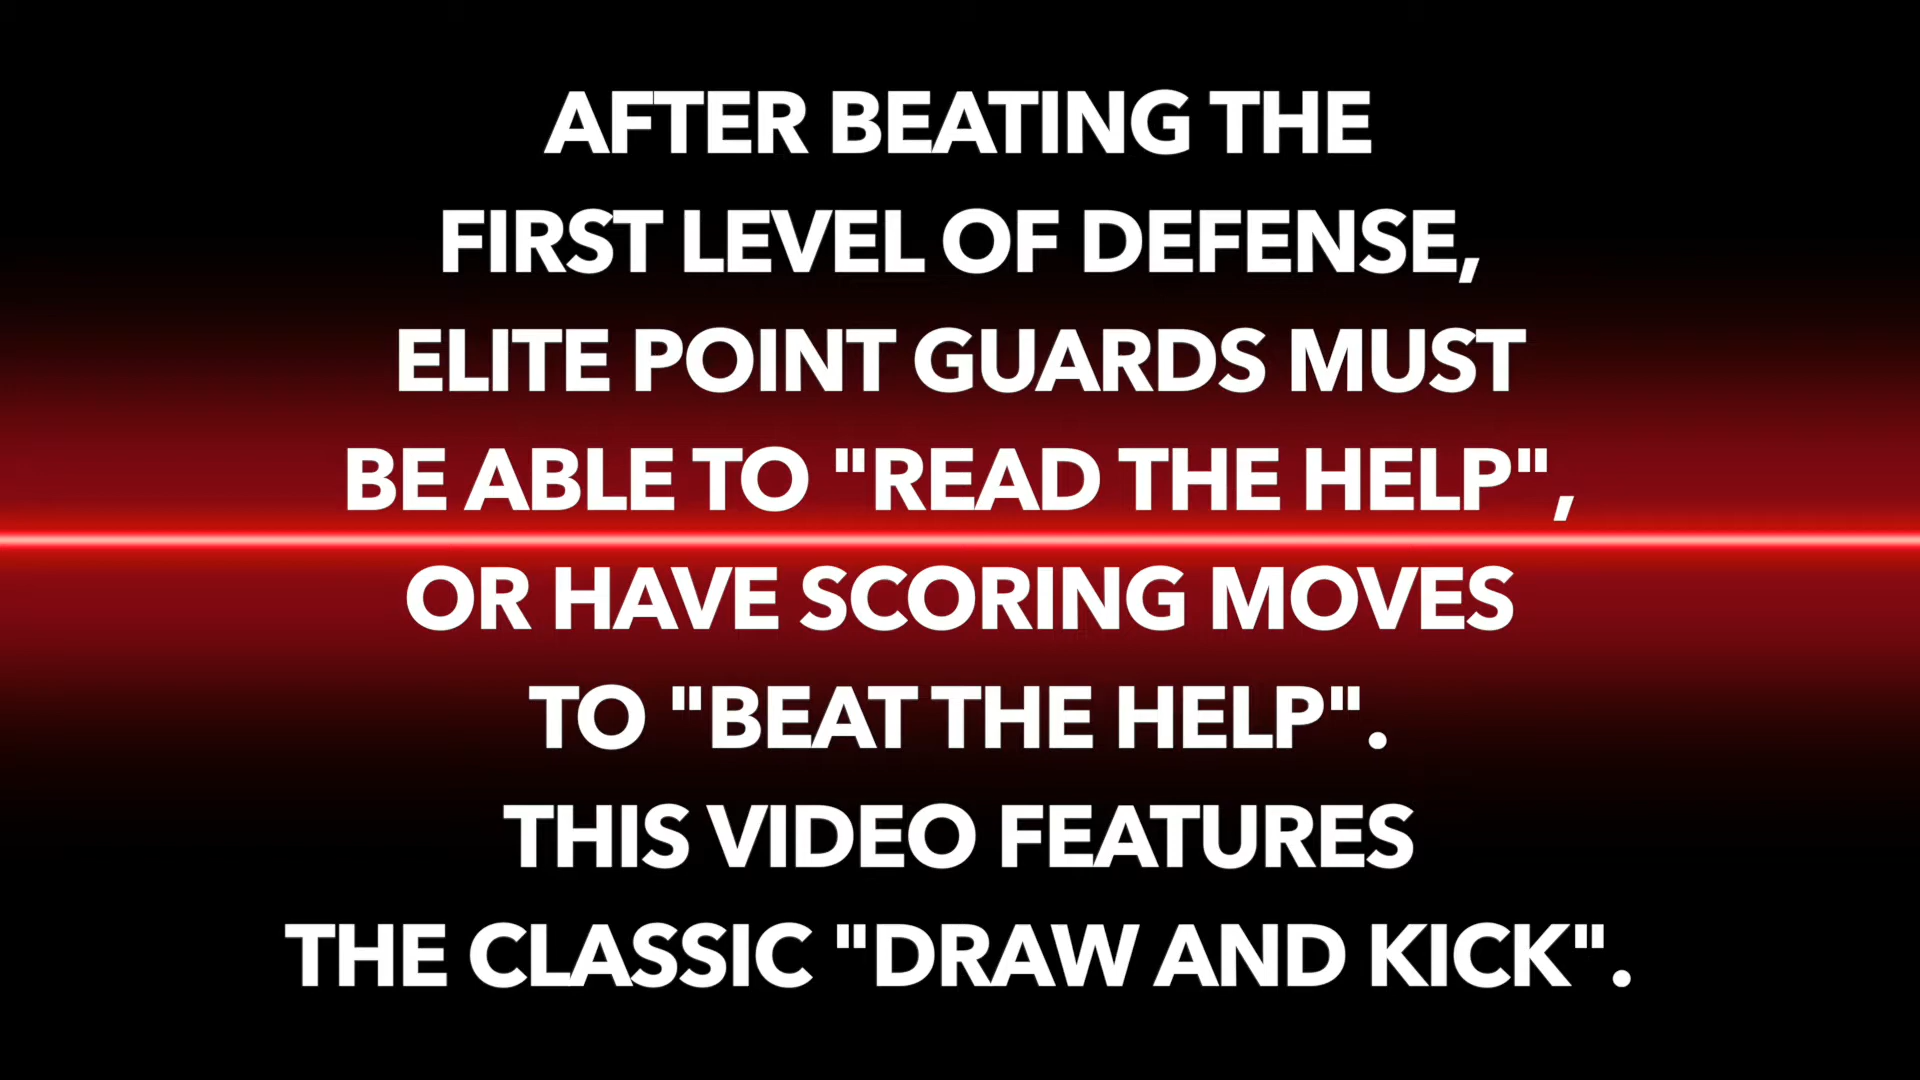 AFTER BEATING THE
FIRST LEVEL OF DEFENSE,
ELITE POINT GUARDS MUST
BE ABLE TO "READ THE HELP",
OR HAVE SCORING MOVES
TO "BEAT THE HELP".
THIS VIDEO FEATURES
THE CLASSIC "DRAW AND KICK".